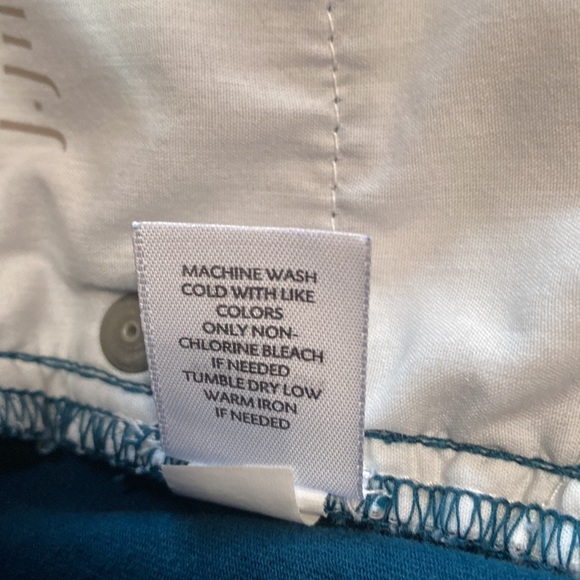 J.Jill
MACHINE WASH
COLD WITH LIKE
COLORS
ONLY NON-
CHLORINE BLEACH
IF NEEDED
TUMBLE DRY LOW
WARM IRON
IF NEEDED